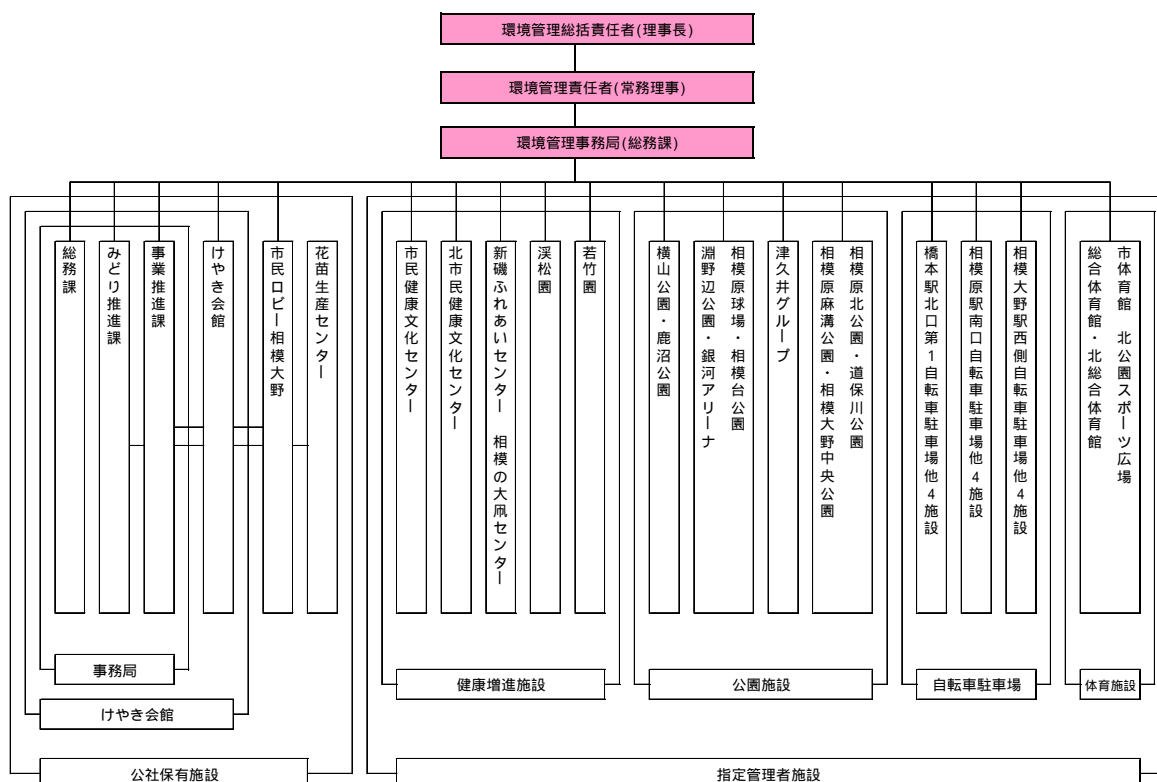 環境管理総括責任者(理事長)
環境管理責任者(常務理事)
環境管理事務局(総務課)
総務課
みどり推進課
事業推進課
けやき会館
市民ロビー相模大野
花苗生産センター
市民健康文化センター
北市民健康文化センター
新磯ふれあいセンター 相模の大凧センター
渓松園
若竹園
横山公園・鹿沼公園
相模原球場・相模台公園
淵野辺公園・銀河アリーナ
津久井グループ
相模原北公園・道保川公園
相模原麻溝公園・相模大野中央公園
橋本駅北口第1自転車駐車場他4施設
相模原駅南口自転車駐車場他4施設
相模大野駅西側自転車駐車場他4施設
市体育館 北公園スポーツ広場
総合体育館・北総合体育館
事務局
健康増進施設
公園施設
自転車駐車場
体育施設
けやき会館
公社保有施設
指定管理者施設